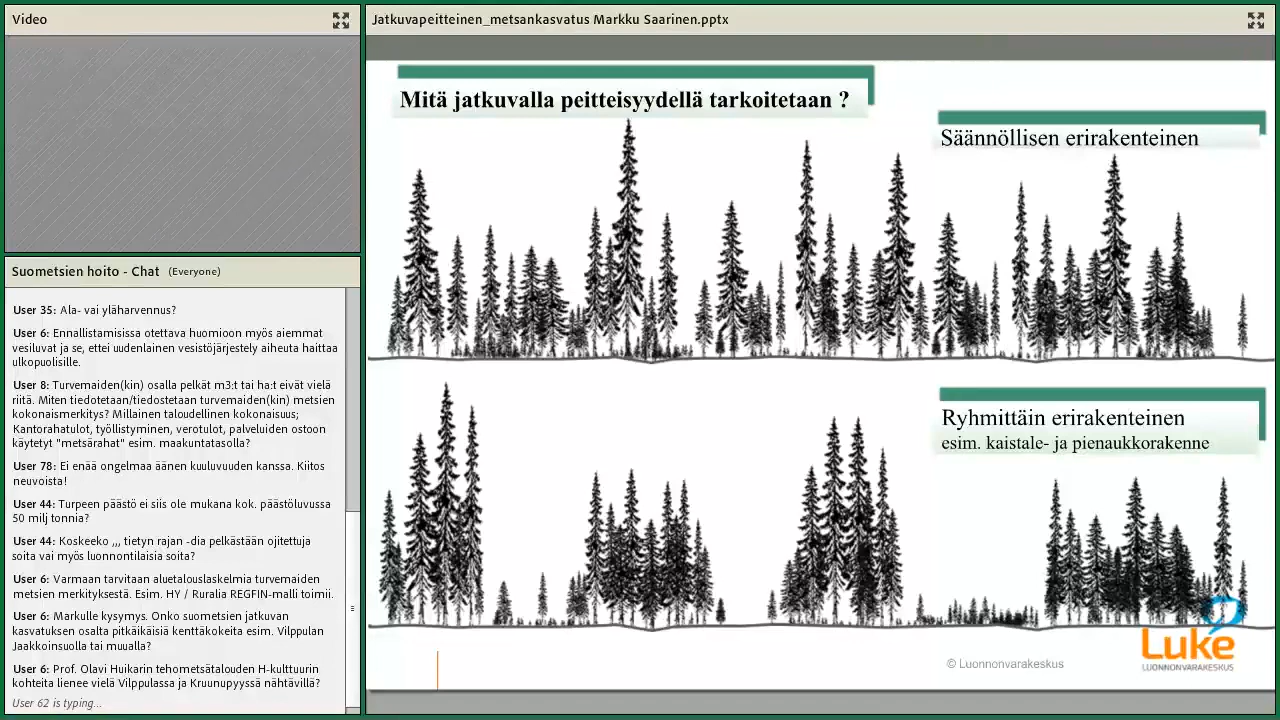 Video
Jatkuvapeitteinen_metsankasvatus Markku Saarinen.pptx
Suometsien hoito - Chat (Everyone)
User 35: Ala- vai yläharvennus?
User 6: Ennallistamisissa otettava huomioon myös aiemmat
vesiluvat ja se, ettei uudenlainen vesistöjärjestely aiheuta haittaa
ulkopuolisille.
User 8: Turvemaiden(kin) osalla pelkät m3:t tai ha:t eivät vielä
riitä. Miten tiedotetaan/tiedostetaan turvemaiden(kin) metsien
kokonaismerkitys? Millainen taloudellinen kokonaisuus;
Kantorahatulot, työllistyminen, verotulot, palveluiden ostoon
käytetyt "metsärahat" esim. maakuntatasolla?
User 78: Ei enää ongelmaa äänen kuuluvuuden kanssa. Kiitos
neuvoista!
User 44: Turpeen päästö ei siis ole mukana kok. päästöluvussa
50 milj tonnia?
User 44: Koskeeko ,,, tietyn rajan -dia pelkästään ojitettuja
soita vai myös luonnontilaisia soita?
User 6: Varmaan tarvitaan aluetalouslaskelmia turvemaiden
metsien merkityksestä. Esim. HY / Ruralia REGFIN-malli toimii.
User 6: Markulle kysymys. Onko suometsien jatkuvan
kasvatuksen osalta pitkäikäisiä kenttäkokeita esim. Vilppulan
Jaakkoinsuolla tai muualla?
User 6: Prof. Olavi Huikarin tehometsätalouden H-kulttuurin
kohteita lienee vielä Vilppulassa ja Kruunupyyssä nähtävillä?
User 62 is typing...
Mitä jatkuvalla peitteisyydellä tarkoitetaan ?
Säännöllisen erirakenteinen
Ryhmittäin erirakenteinen
esim. kaistale- ja pienaukkorakenne
© Luonnonvarakeskus
Luke
LUONNONVARAKESKUS